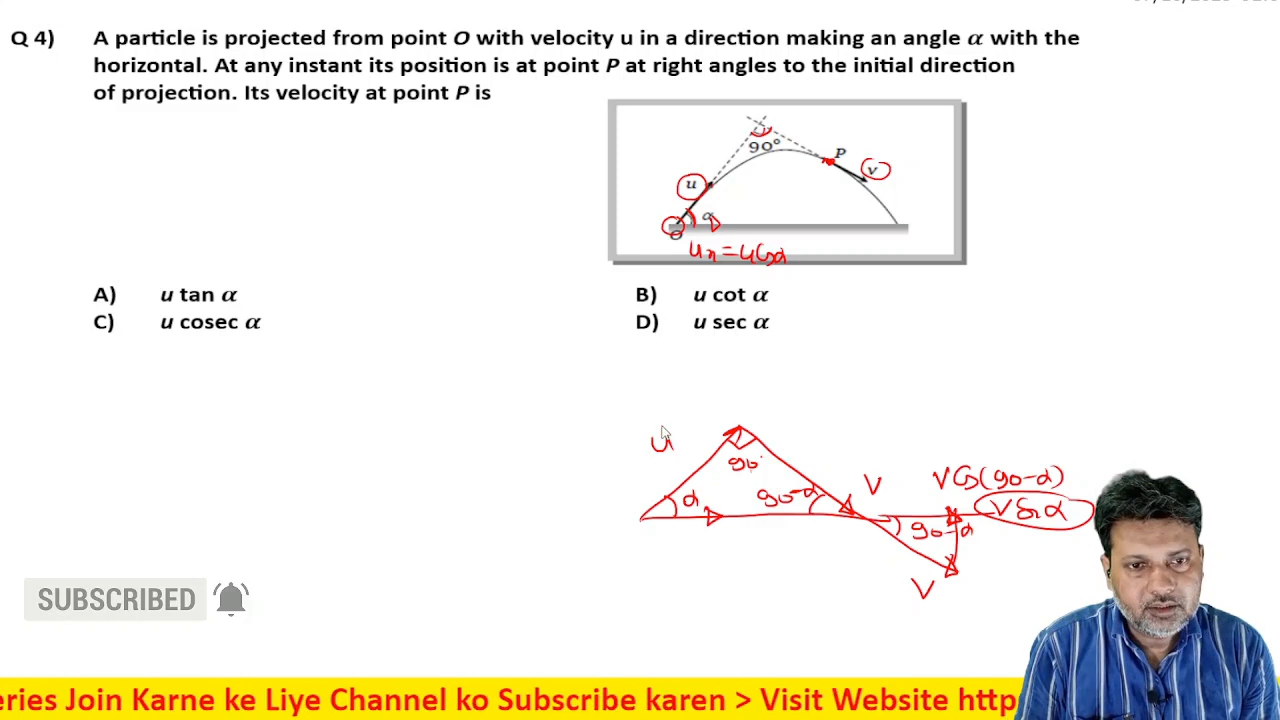 Q 4) A particle is projected from point O with velocity u in a direction making an angle α with the
horizontal. At any instant its position is at point P at right angles to the initial direction
of projection. Its velocity at point P is
90°
P
u
v
α
O
uₓ = u cos α
A) u tan α
B) u cot α
C) u cosec α
D) u sec α
u
90°
α
90-α
V
V cos(90-α)
V sin α
90-α
V
SUBSCRIBED
eries Join Karne ke Liye Channel ko Subscribe karen > Visit Website http